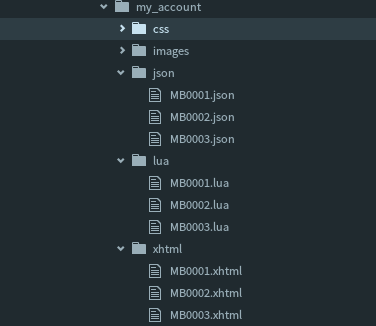 my_account
css
images
json
MB0001.json
MB0002.json
MB0003.json
lua
MB0001.lua
MB0002.lua
MB0003.lua
xhtml
MB0001.xhtml
MB0002.xhtml
MB0003.xhtml